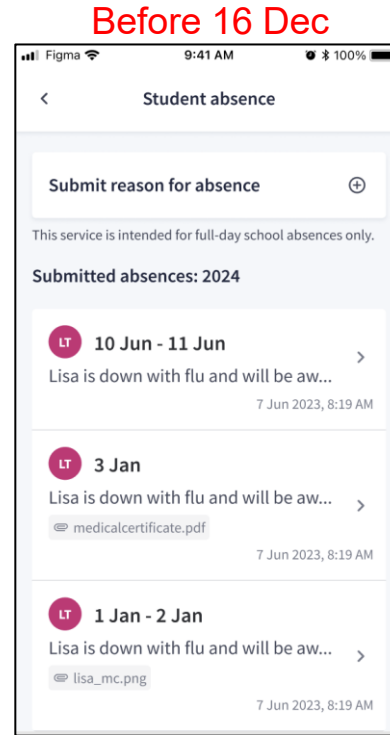 Before 16 Dec
Figma 9:41 AM 100%
Student absence
Submit reason for absence
This service is intended for full-day school absences only.
Submitted absences: 2024
LT 10 Jun - 11 Jun
Lisa is down with flu and will be aw...
7 Jun 2023, 8:19 AM
LT 3 Jan
Lisa is down with flu and will be aw...
medicalcertificate.pdf
7 Jun 2023, 8:19 AM
LT 1 Jan - 2 Jan
Lisa is down with flu and will be aw...
lisa_mc.png
7 Jun 2023, 8:19 AM